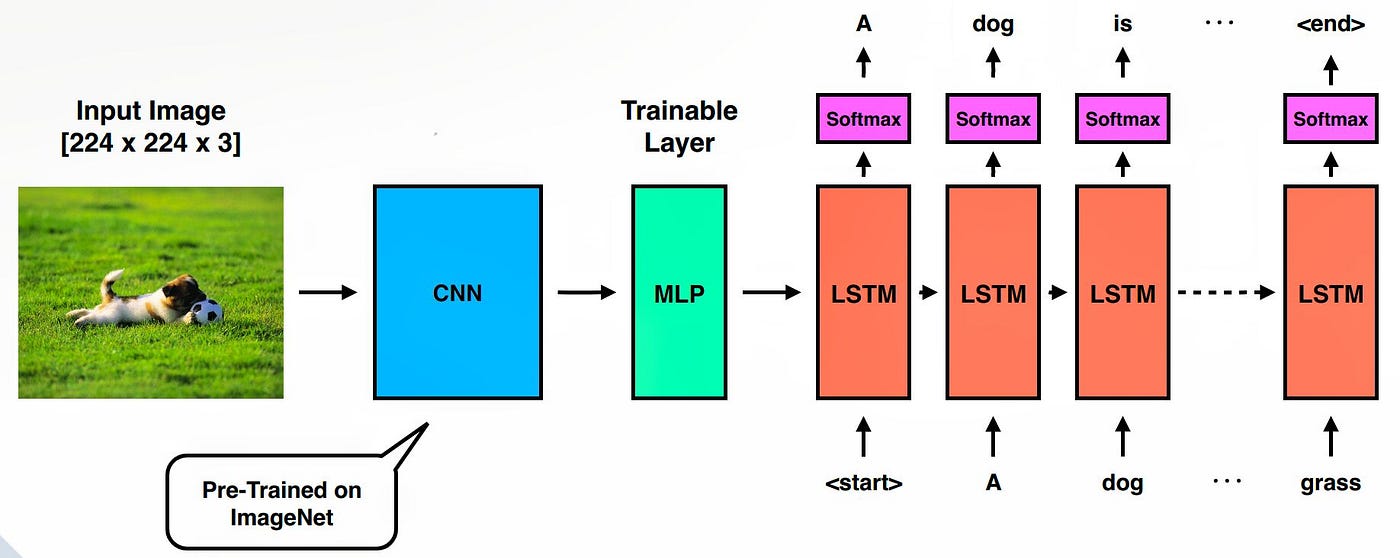 A dog is ... <end>
Input Image
[224 x 224 x 3]
Trainable
Layer
Softmax Softmax Softmax Softmax
CNN MLP LSTM LSTM LSTM LSTM
Pre-Trained on
ImageNet
<start> A dog ... grass